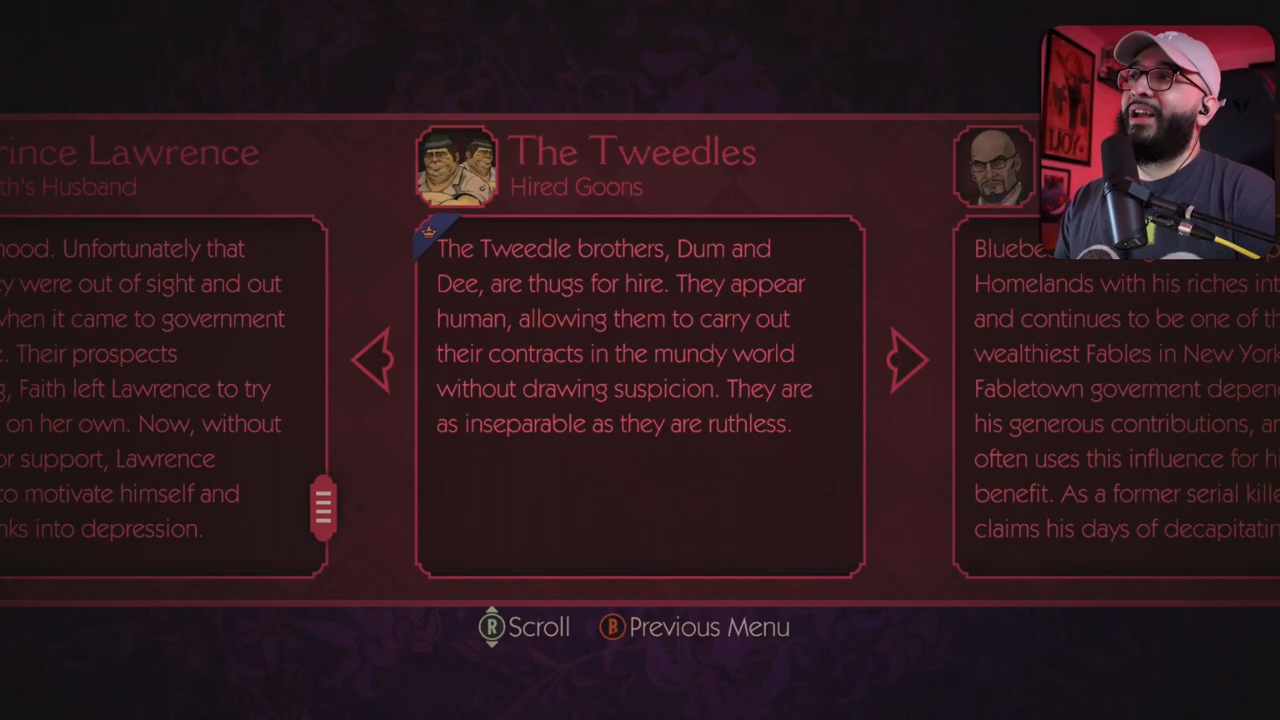 rince Lawrence
th's Husband
nood. Unfortunately that
ey were out of sight and out
when it came to government
. Their prospects
g, Faith left Lawrence to try
on her own. Now, without
or support, Lawrence
to motivate himself and
nks into depression.
The Tweedles
Hired Goons
The Tweedle brothers, Dum and
Dee, are thugs for hire. They appear
human, allowing them to carry out
their contracts in the mundy world
without drawing suspicion. They are
as inseparable as they are ruthless.
Bluebe
Homelands with his riches int
and continues to be one of th
wealthiest Fables in New York
Fabletown goverment depen
his generous contributions, an
often uses this influence for hi
benefit. As a former serial kille
claims his days of decapitatin
R Scroll B Previous Menu